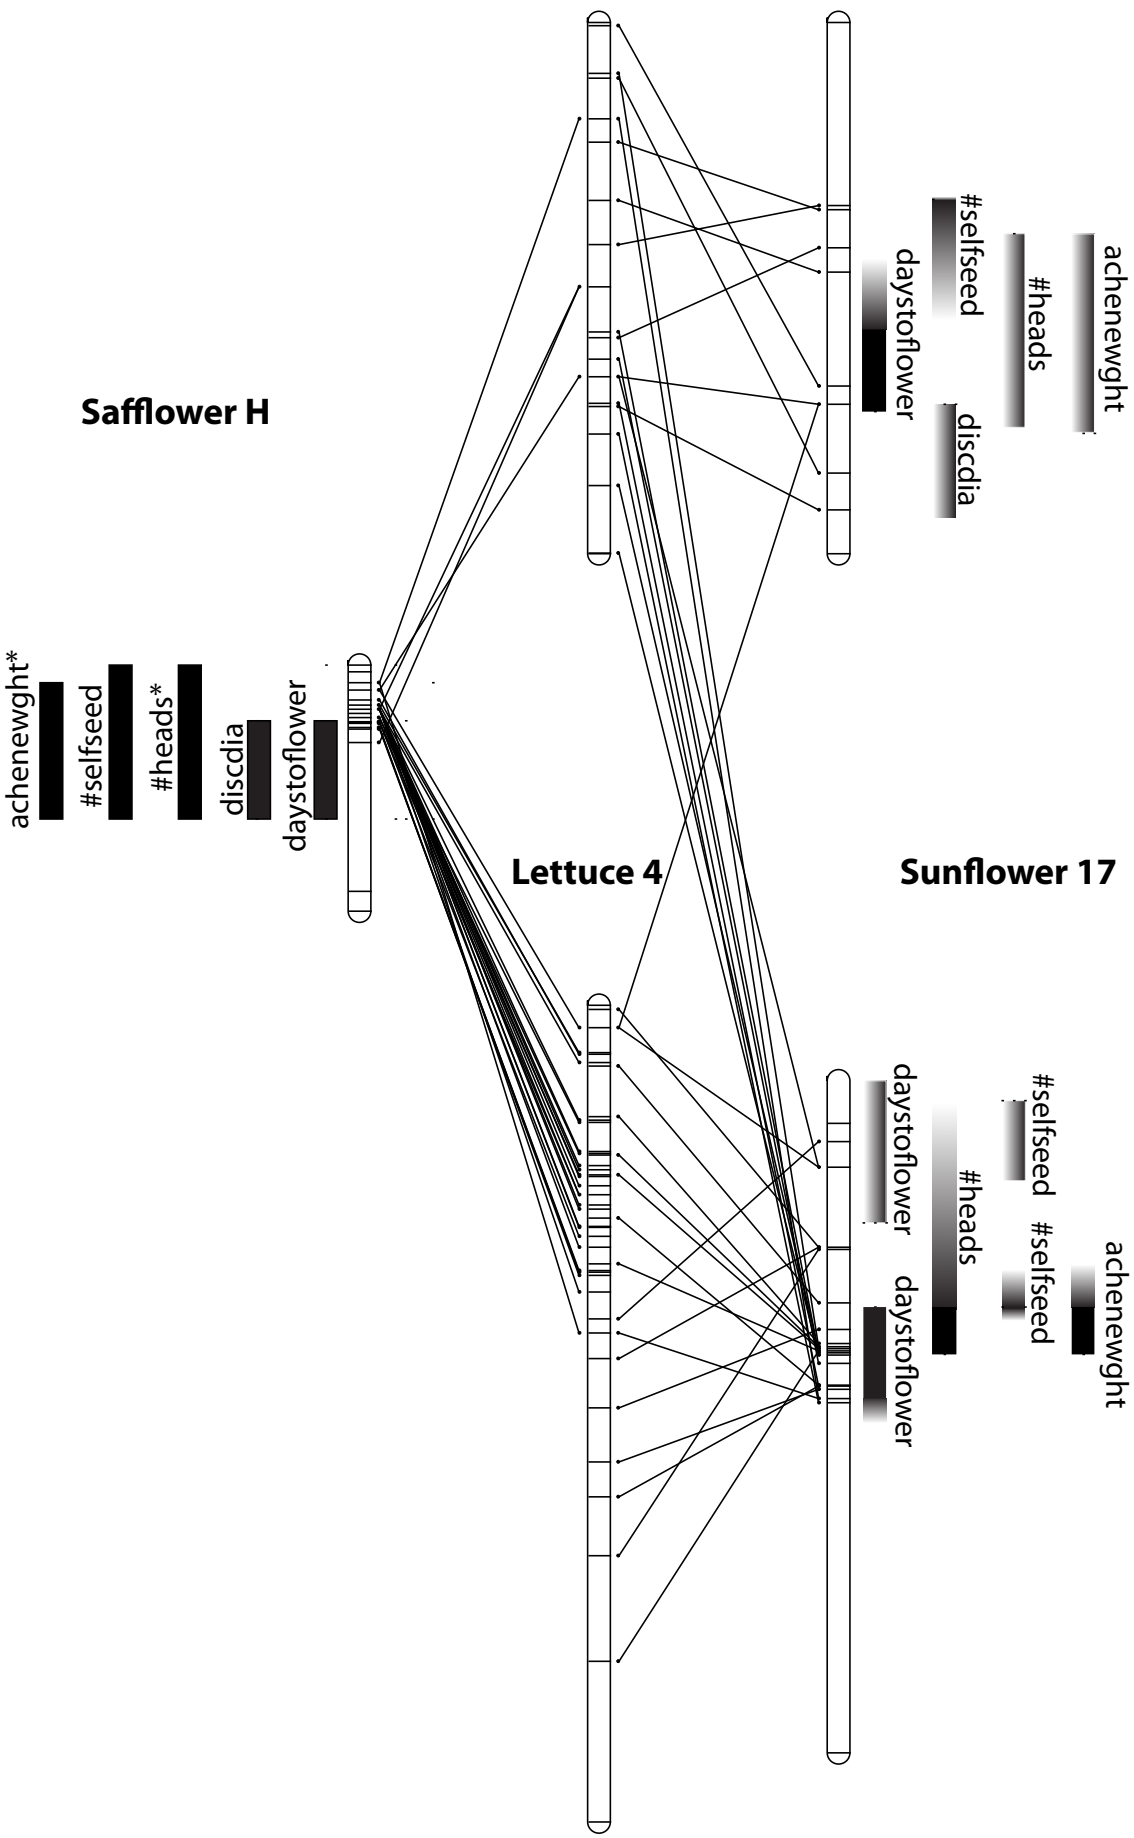 #selfseed
daystoflower
#heads
achenewght
discdia
Safflower H
achenewght*
#selfseed
#heads*
discdia
daystoflower
Lettuce 4
Sunflower 17
daystoflower
#selfseed
#heads
#selfseed
achenewght
daystoflower